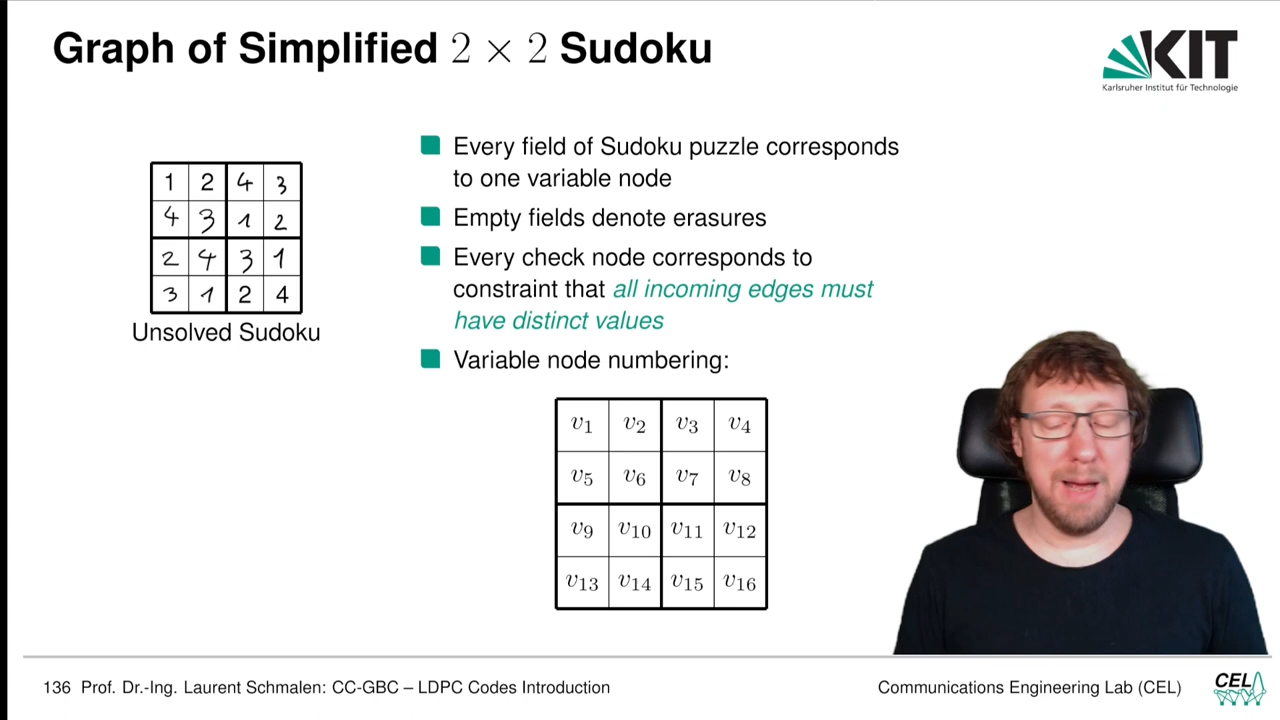 Graph of Simplified 2 × 2 Sudoku
KIT
Karlsruher Institut für Technologie
1 2 4 3
4 3 1 2
2 4 3 1
3 1 2 4
Unsolved Sudoku
Every field of Sudoku puzzle corresponds
to one variable node
Empty fields denote erasures
Every check node corresponds to
constraint that all incoming edges must
have distinct values
Variable node numbering:
v1 v2 v3 v4
v5 v6 v7 v8
v9 v10 v11 v12
v13 v14 v15 v16
136 Prof. Dr.-Ing. Laurent Schmalen: CC-GBC – LDPC Codes Introduction
Communications Engineering Lab (CEL)
CEL